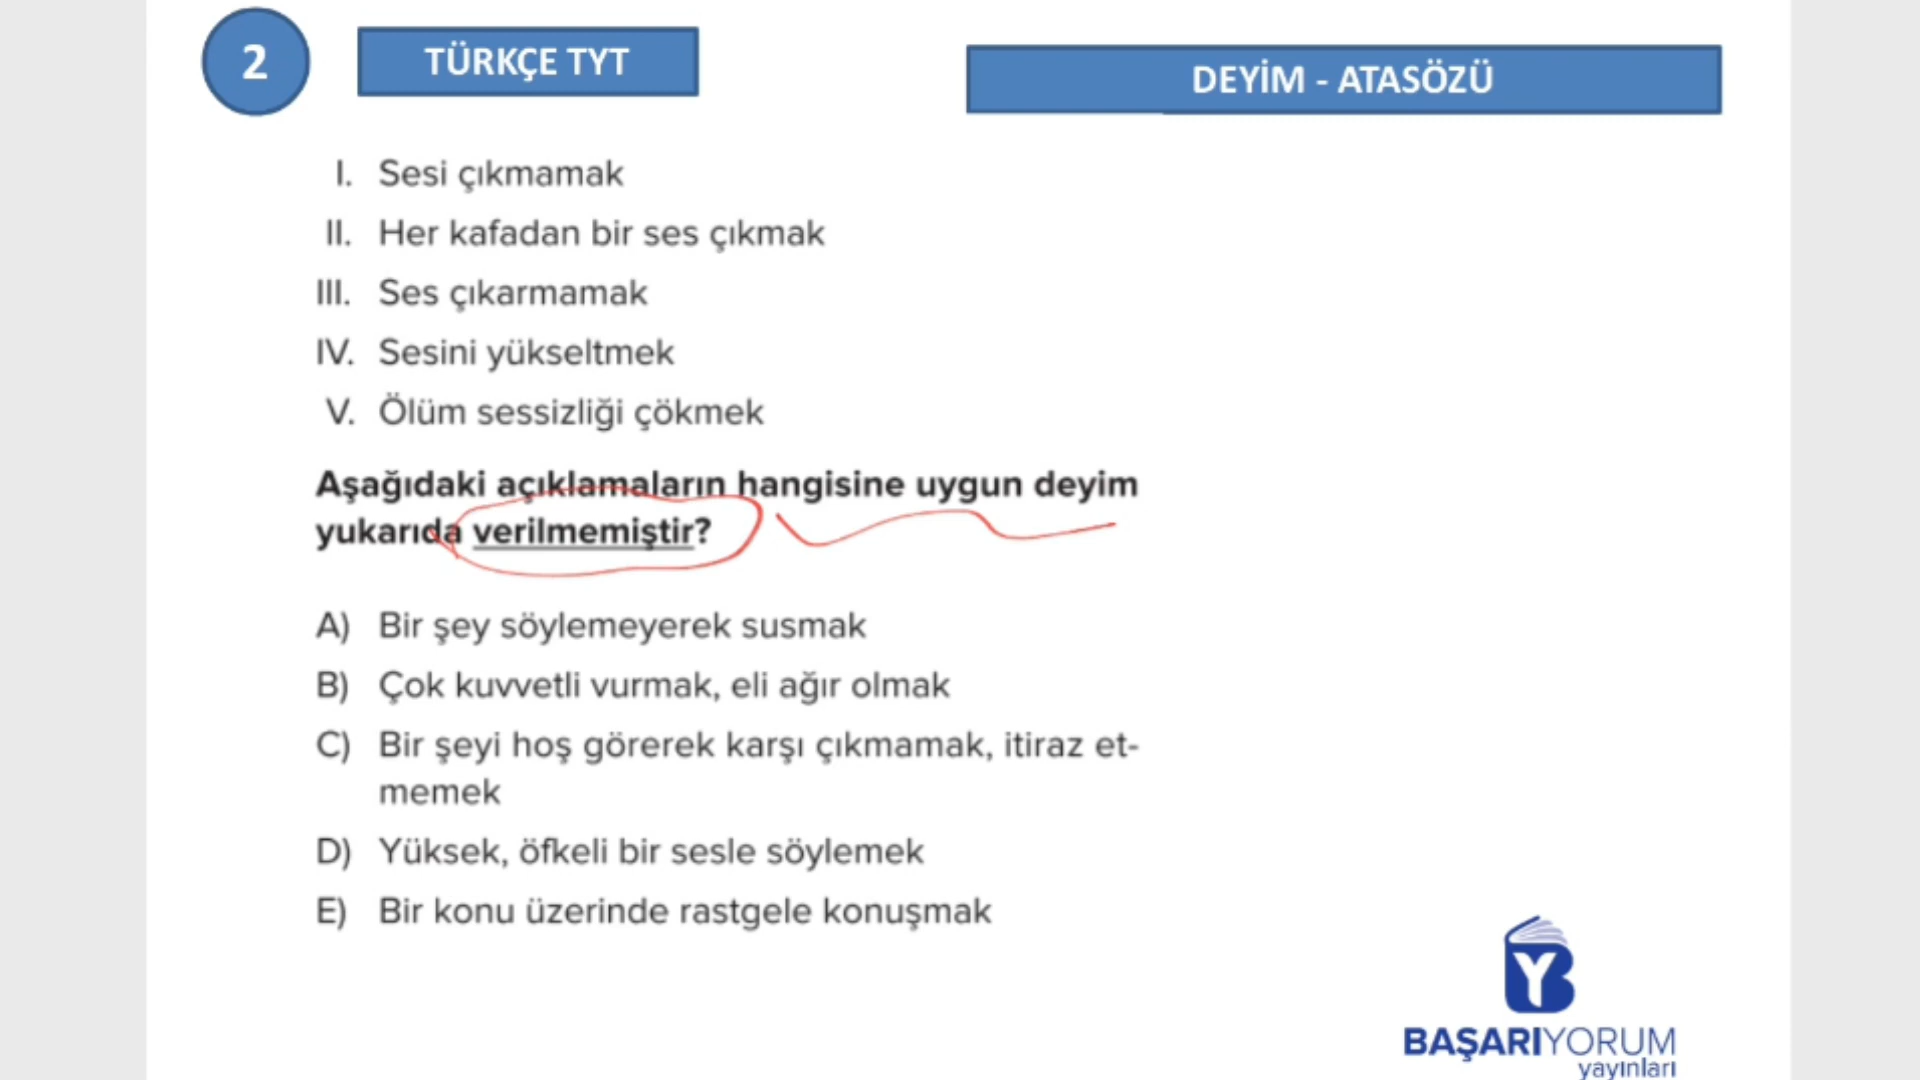 2
TÜRKÇE TYT
DEYİM - ATASÖZÜ
I. Sesi çıkmamak
II. Her kafadan bir ses çıkmak
III. Ses çıkarmamak
IV. Sesini yükseltmek
V. Ölüm sessizliği çökmek
Aşağıdaki açıklamaların hangisine uygun deyim
yukarıda verilmemiştir?
A) Bir şey söylemeyerek susmak
B) Çok kuvvetli vurmak, eli ağır olmak
C) Bir şeyi hoş görerek karşı çıkmamak, itiraz et-
memek
D) Yüksek, öfkeli bir sesle söylemek
E) Bir konu üzerinde rastgele konuşmak
BAŞARIYORUM
yayınları